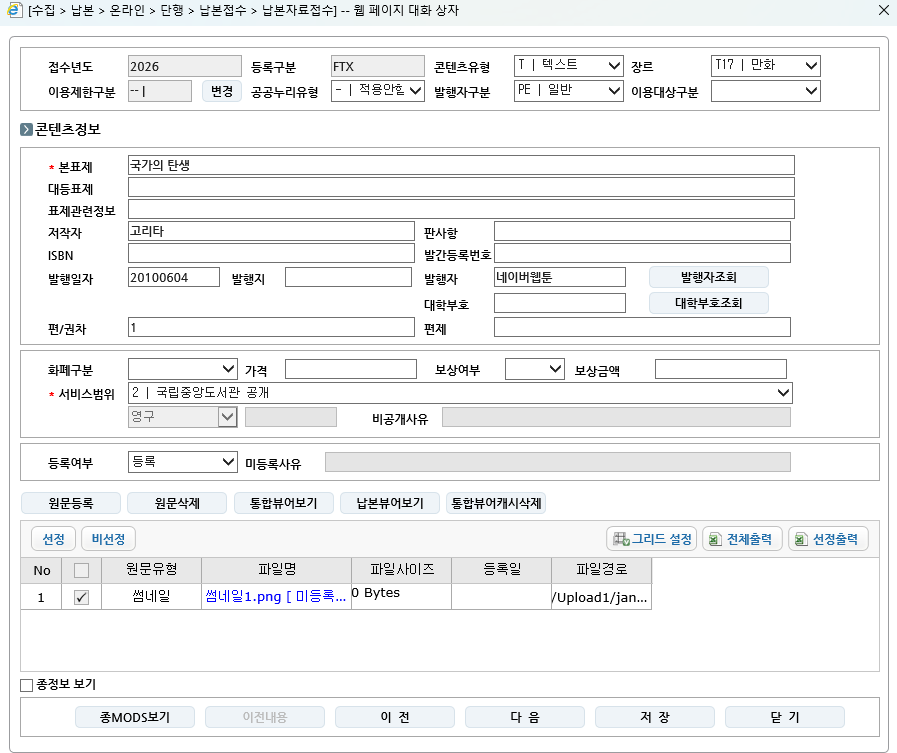 [수집 > 납본 > 온라인 > 단행 > 납본접수 > 납본자료접수] -- 웹 페이지 대화 상자
접수년도 2026 등록구분 FTX 콘텐츠유형 T | 텍스트 장르 T17 | 만화
이용제한구분 -- | 변경 공공누리유형 - | 적용안함 발행자구분 PE | 일반 이용대상구분
콘텐츠정보
* 본표제 국가의 탄생
대등표제
표제관련정보
저작자 고리타 판사항
ISBN 발간등록번호
발행일자 20100604 발행지 발행자 네이버웹툰 발행자조회
대학부호 대학부호조회
편/권차 1 편제
화폐구분 가격 보상여부 보상금액
* 서비스범위 2 | 국립중앙도서관 공개
영구 비공개사유
등록여부 등록 미등록사유
원문등록 원문삭제 통합뷰어보기 납본뷰어보기 통합뷰어캐시삭제
선정 비선정 그리드 설정 전체출력 선정출력
No 원문유형 파일명 파일사이즈 등록일 파일경로
1 썸네일 썸네일1.png [ 미등록... 0 Bytes /Upload1/jan...
종정보 보기
종MODS보기 이전내용 이 전 다 음 저 장 닫 기